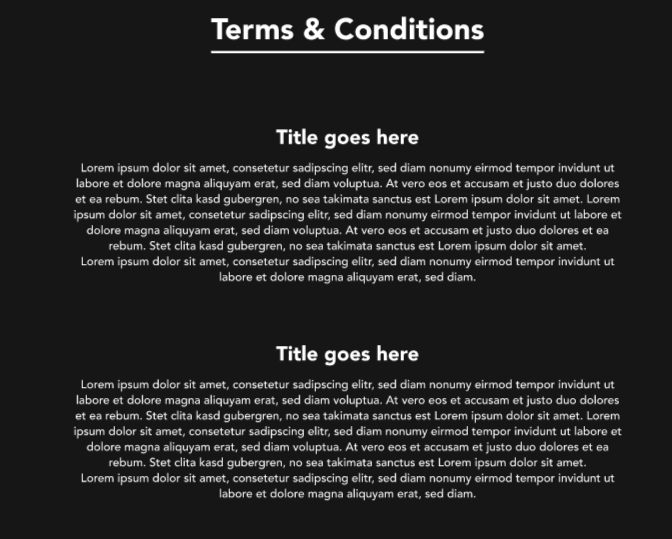 Terms & Conditions
Title goes here
Lorem ipsum dolor sit amet, consetetur sadipscing elitr, sed diam nonumy eirmod tempor invidunt ut
labore et dolore magna aliquyam erat, sed diam voluptua. At vero eos et accusam et justo duo dolores
et ea rebum. Stet clita kasd gubergren, no sea takimata sanctus est Lorem ipsum dolor sit amet. Lorem
ipsum dolor sit amet, consetetur sadipscing elitr, sed diam nonumy eirmod tempor invidunt ut labore et
dolore magna aliquyam erat, sed diam voluptua. At vero eos et accusam et justo duo dolores et ea
rebum. Stet clita kasd gubergren, no sea takimata sanctus est Lorem ipsum dolor sit amet.
Lorem ipsum dolor sit amet, consetetur sadipscing elitr, sed diam nonumy eirmod tempor invidunt ut
labore et dolore magna aliquyam erat, sed diam.
Title goes here
Lorem ipsum dolor sit amet, consetetur sadipscing elitr, sed diam nonumy eirmod tempor invidunt ut
labore et dolore magna aliquyam erat, sed diam voluptua. At vero eos et accusam et justo duo dolores
et ea rebum. Stet clita kasd gubergren, no sea takimata sanctus est Lorem ipsum dolor sit amet. Lorem
ipsum dolor sit amet, consetetur sadipscing elitr, sed diam nonumy eirmod tempor invidunt ut labore et
dolore magna aliquyam erat, sed diam voluptua. At vero eos et accusam et justo duo dolores et ea
rebum. Stet clita kasd gubergren, no sea takimata sanctus est Lorem ipsum dolor sit amet.
Lorem ipsum dolor sit amet, consetetur sadipscing elitr, sed diam nonumy eirmod tempor invidunt ut
labore et dolore magna aliquyam erat, sed diam.